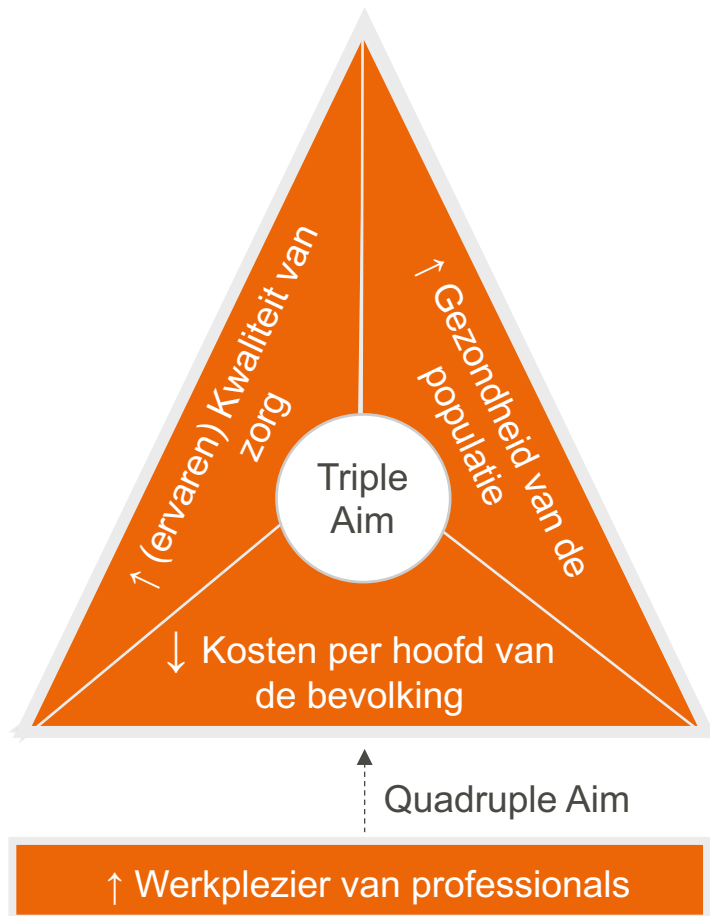 ↑ (ervaren) Kwaliteit van
zorg
↑ Gezondheid van de
populatie
Triple
Aim
↓ Kosten per hoofd van
de bevolking
Quadruple Aim
↑ Werkplezier van professionals